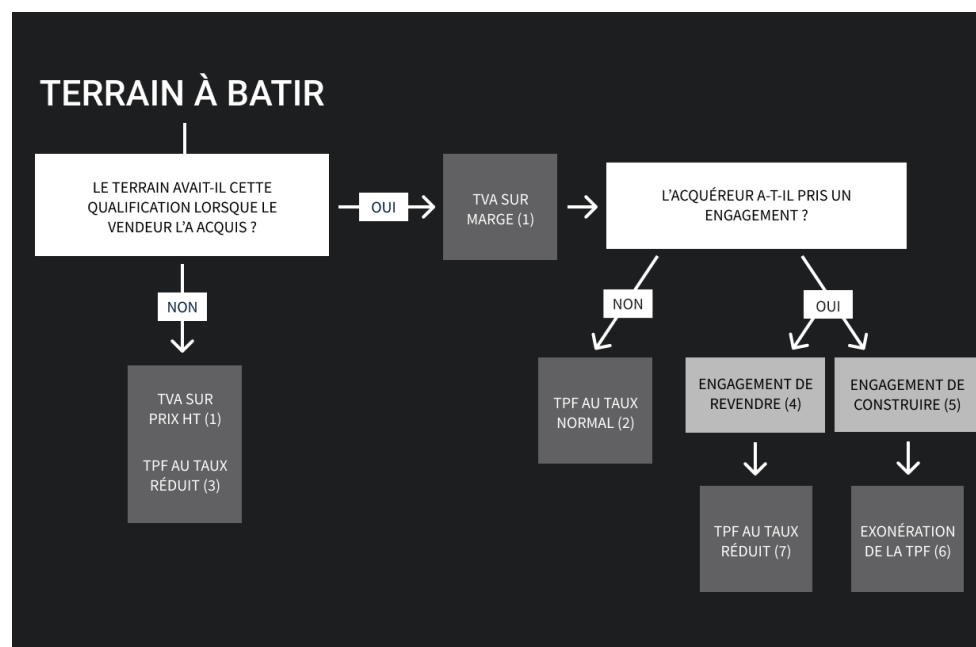 TERRAIN À BATIR
LE TERRAIN AVAIT-IL CETTE
QUALIFICATION LORSQUE LE
VENDEUR L'A ACQUIS ?
OUI
TVA SUR
MARGE (1)
L'ACQUÉREUR A-T-IL PRIS UN
ENGAGEMENT ?
NON
TVA SUR
PRIX HT (1)
TPF AU TAUX
RÉDUIT (3)
NON
TPF AU TAUX
NORMAL (2)
OUI
ENGAGEMENT DE
REVENDRE (4)
TPF AU TAUX
RÉDUIT (7)
ENGAGEMENT DE
CONSTRUIRE (5)
EXONÉRATION
DE LA TPF (6)